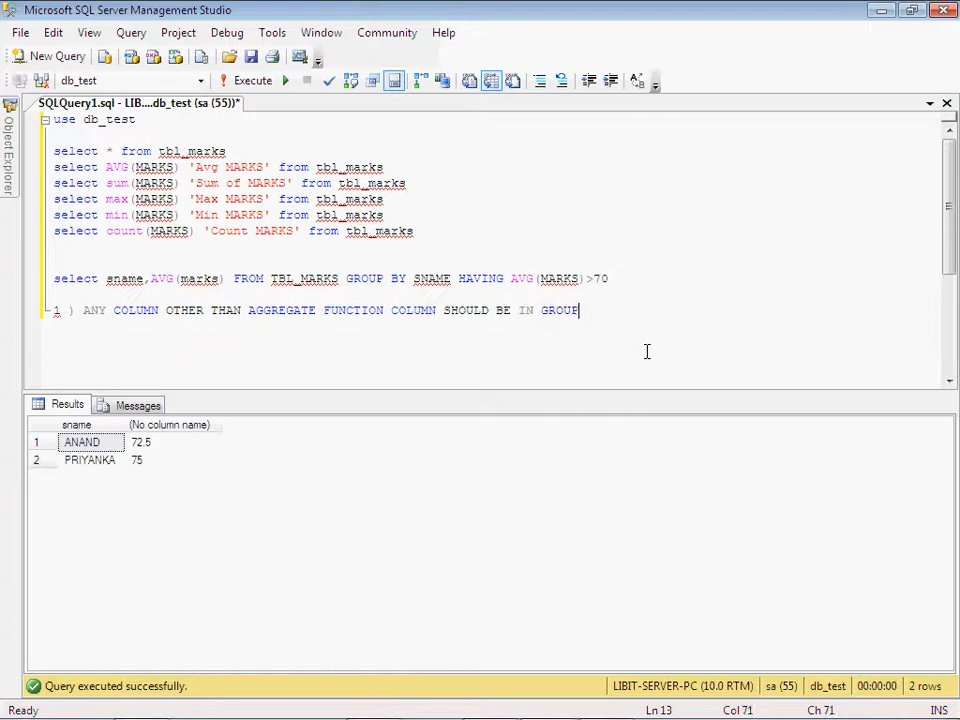 Microsoft SQL Server Management Studio
File Edit View Query Project Debug Tools Window Community Help
New Query
db_test Execute
SQLQuery1.sql - LIB....db_test (sa (55))*
Object Explorer
use db_test
select * from tbl_marks
select AVG(MARKS) 'Avg MARKS' from tbl_marks
select sum(MARKS) 'Sum of MARKS' from tbl_marks
select max(MARKS) 'Max MARKS' from tbl_marks
select min(MARKS) 'Min MARKS' from tbl_marks
select count(MARKS) 'Count MARKS' from tbl_marks
select sname,AVG(marks) FROM TBL_MARKS GROUP BY SNAME HAVING AVG(MARKS)>70
1 ) ANY COLUMN OTHER THAN AGGREGATE FUNCTION COLUMN SHOULD BE IN GROUP
Results Messages
sname (No column name)
1 ANAND 72.5
2 PRIYANKA 75
Query executed successfully. LIBIT-SERVER-PC (10.0 RTM) sa (55) db_test 00:00:00 2 rows
Ready Ln 13 Col 71 Ch 71 INS